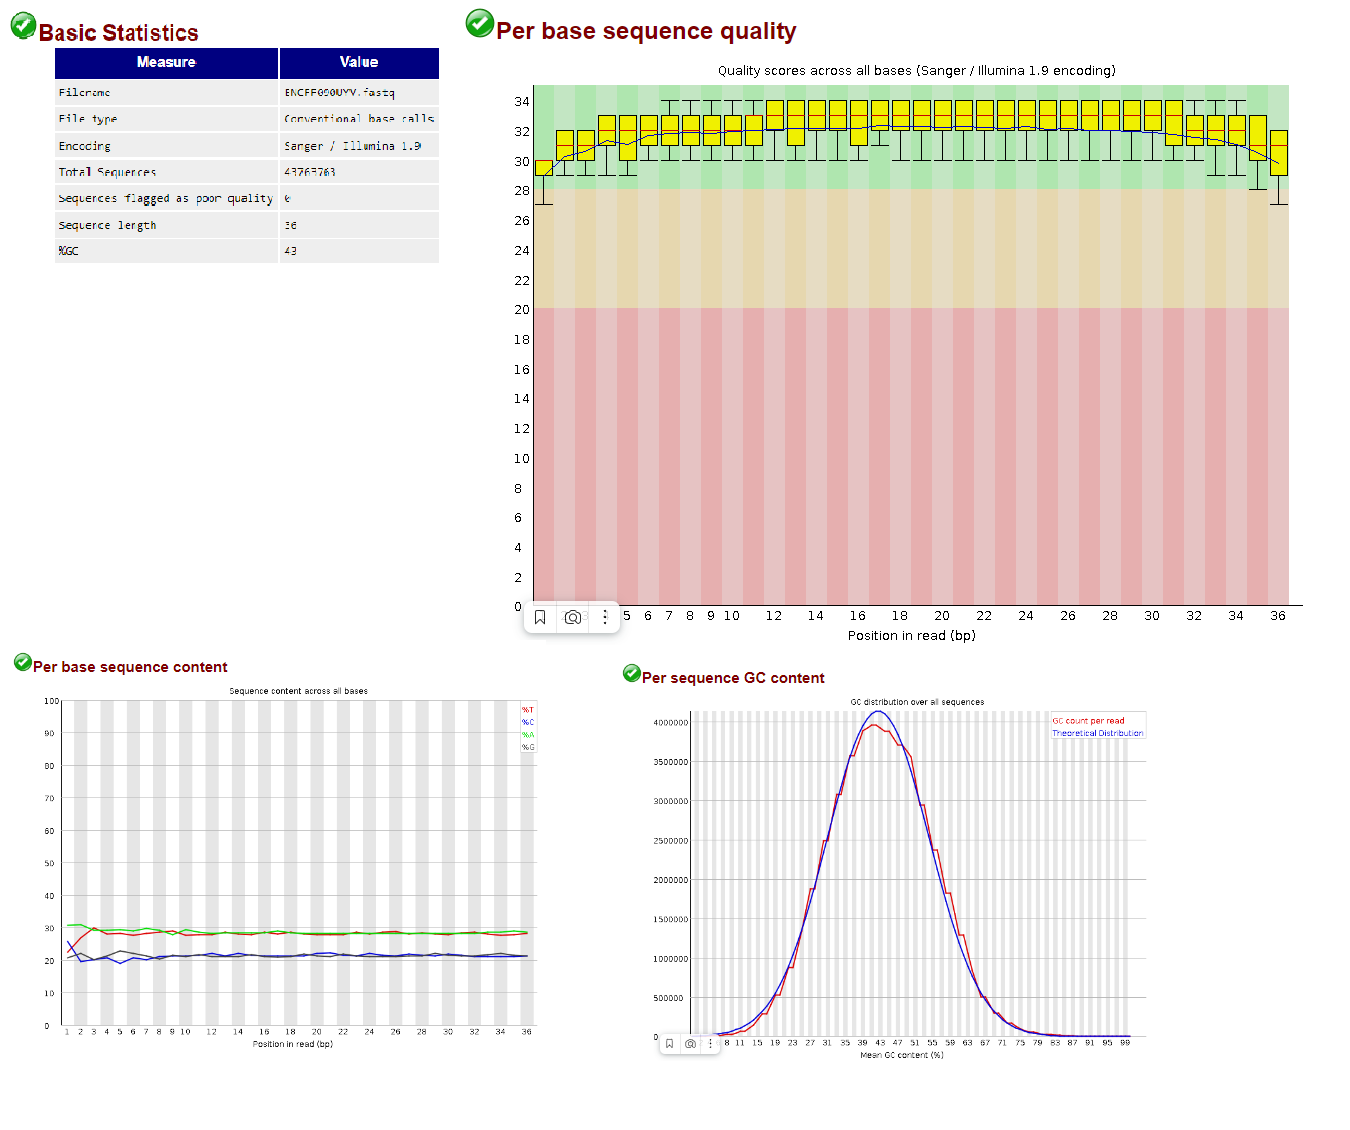 Basic Statistics
Measure Value
Filename
File type Conventional base calls
Encoding Sanger / Illumina 1.9
Total Sequences
Sequences flagged as poor quality 0
Sequence length 36
%GC 43
Per base sequence quality
Quality scores across all bases (Sanger / Illumina 1.9 encoding)
34
32
30
28
26
24
22
20
18
16
14
12
10
8
6
4
2
0
5 6 7 8 9 10 12 14 16 18 20 22 24 26 28 30 32 34 36
Position in read (bp)
Per base sequence content
Sequence content across all bases
%T
%C
%A
%G
100
90
80
70
60
50
40
30
20
10
0
1 2 3 4 5 6 7 8 9 10 12 14 16 18 20 22 24 26 28 30 32 34 36
Position in read (bp)
Per sequence GC content
GC distribution over all sequences
GC count per read
Theoretical Distribution
4000000
3500000
3000000
2500000
2000000
1500000
1000000
500000
0
8 11 15 19 23 27 31 35 39 43 47 51 55 59 63 67 71 75 79 83 87 91 95 99
Mean GC content (%)